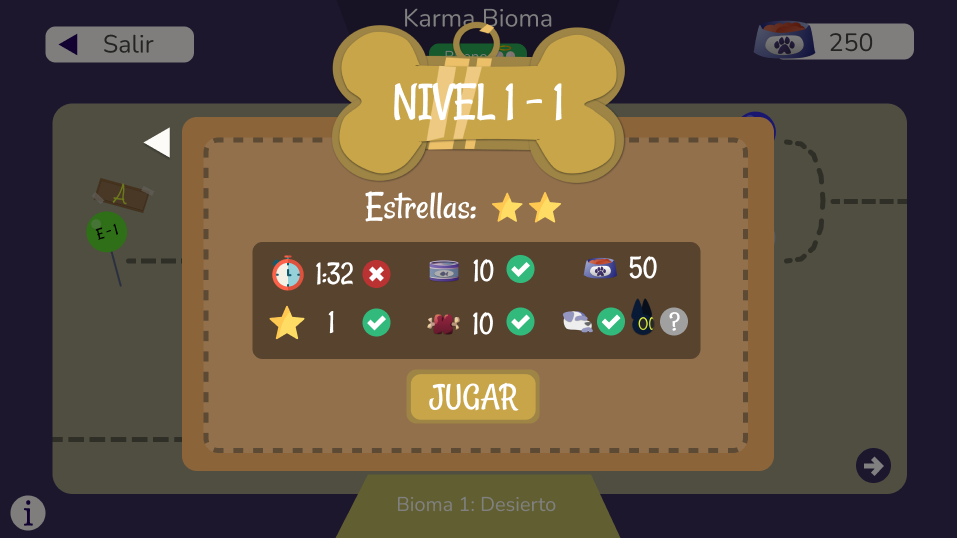 Karma Bioma
Salir
250
Bueno
NIVEL 1 - 1
A
E-1
Estrellas:
1:32
10
50
1
10
?
JUGAR
Bioma 1: Desierto
i